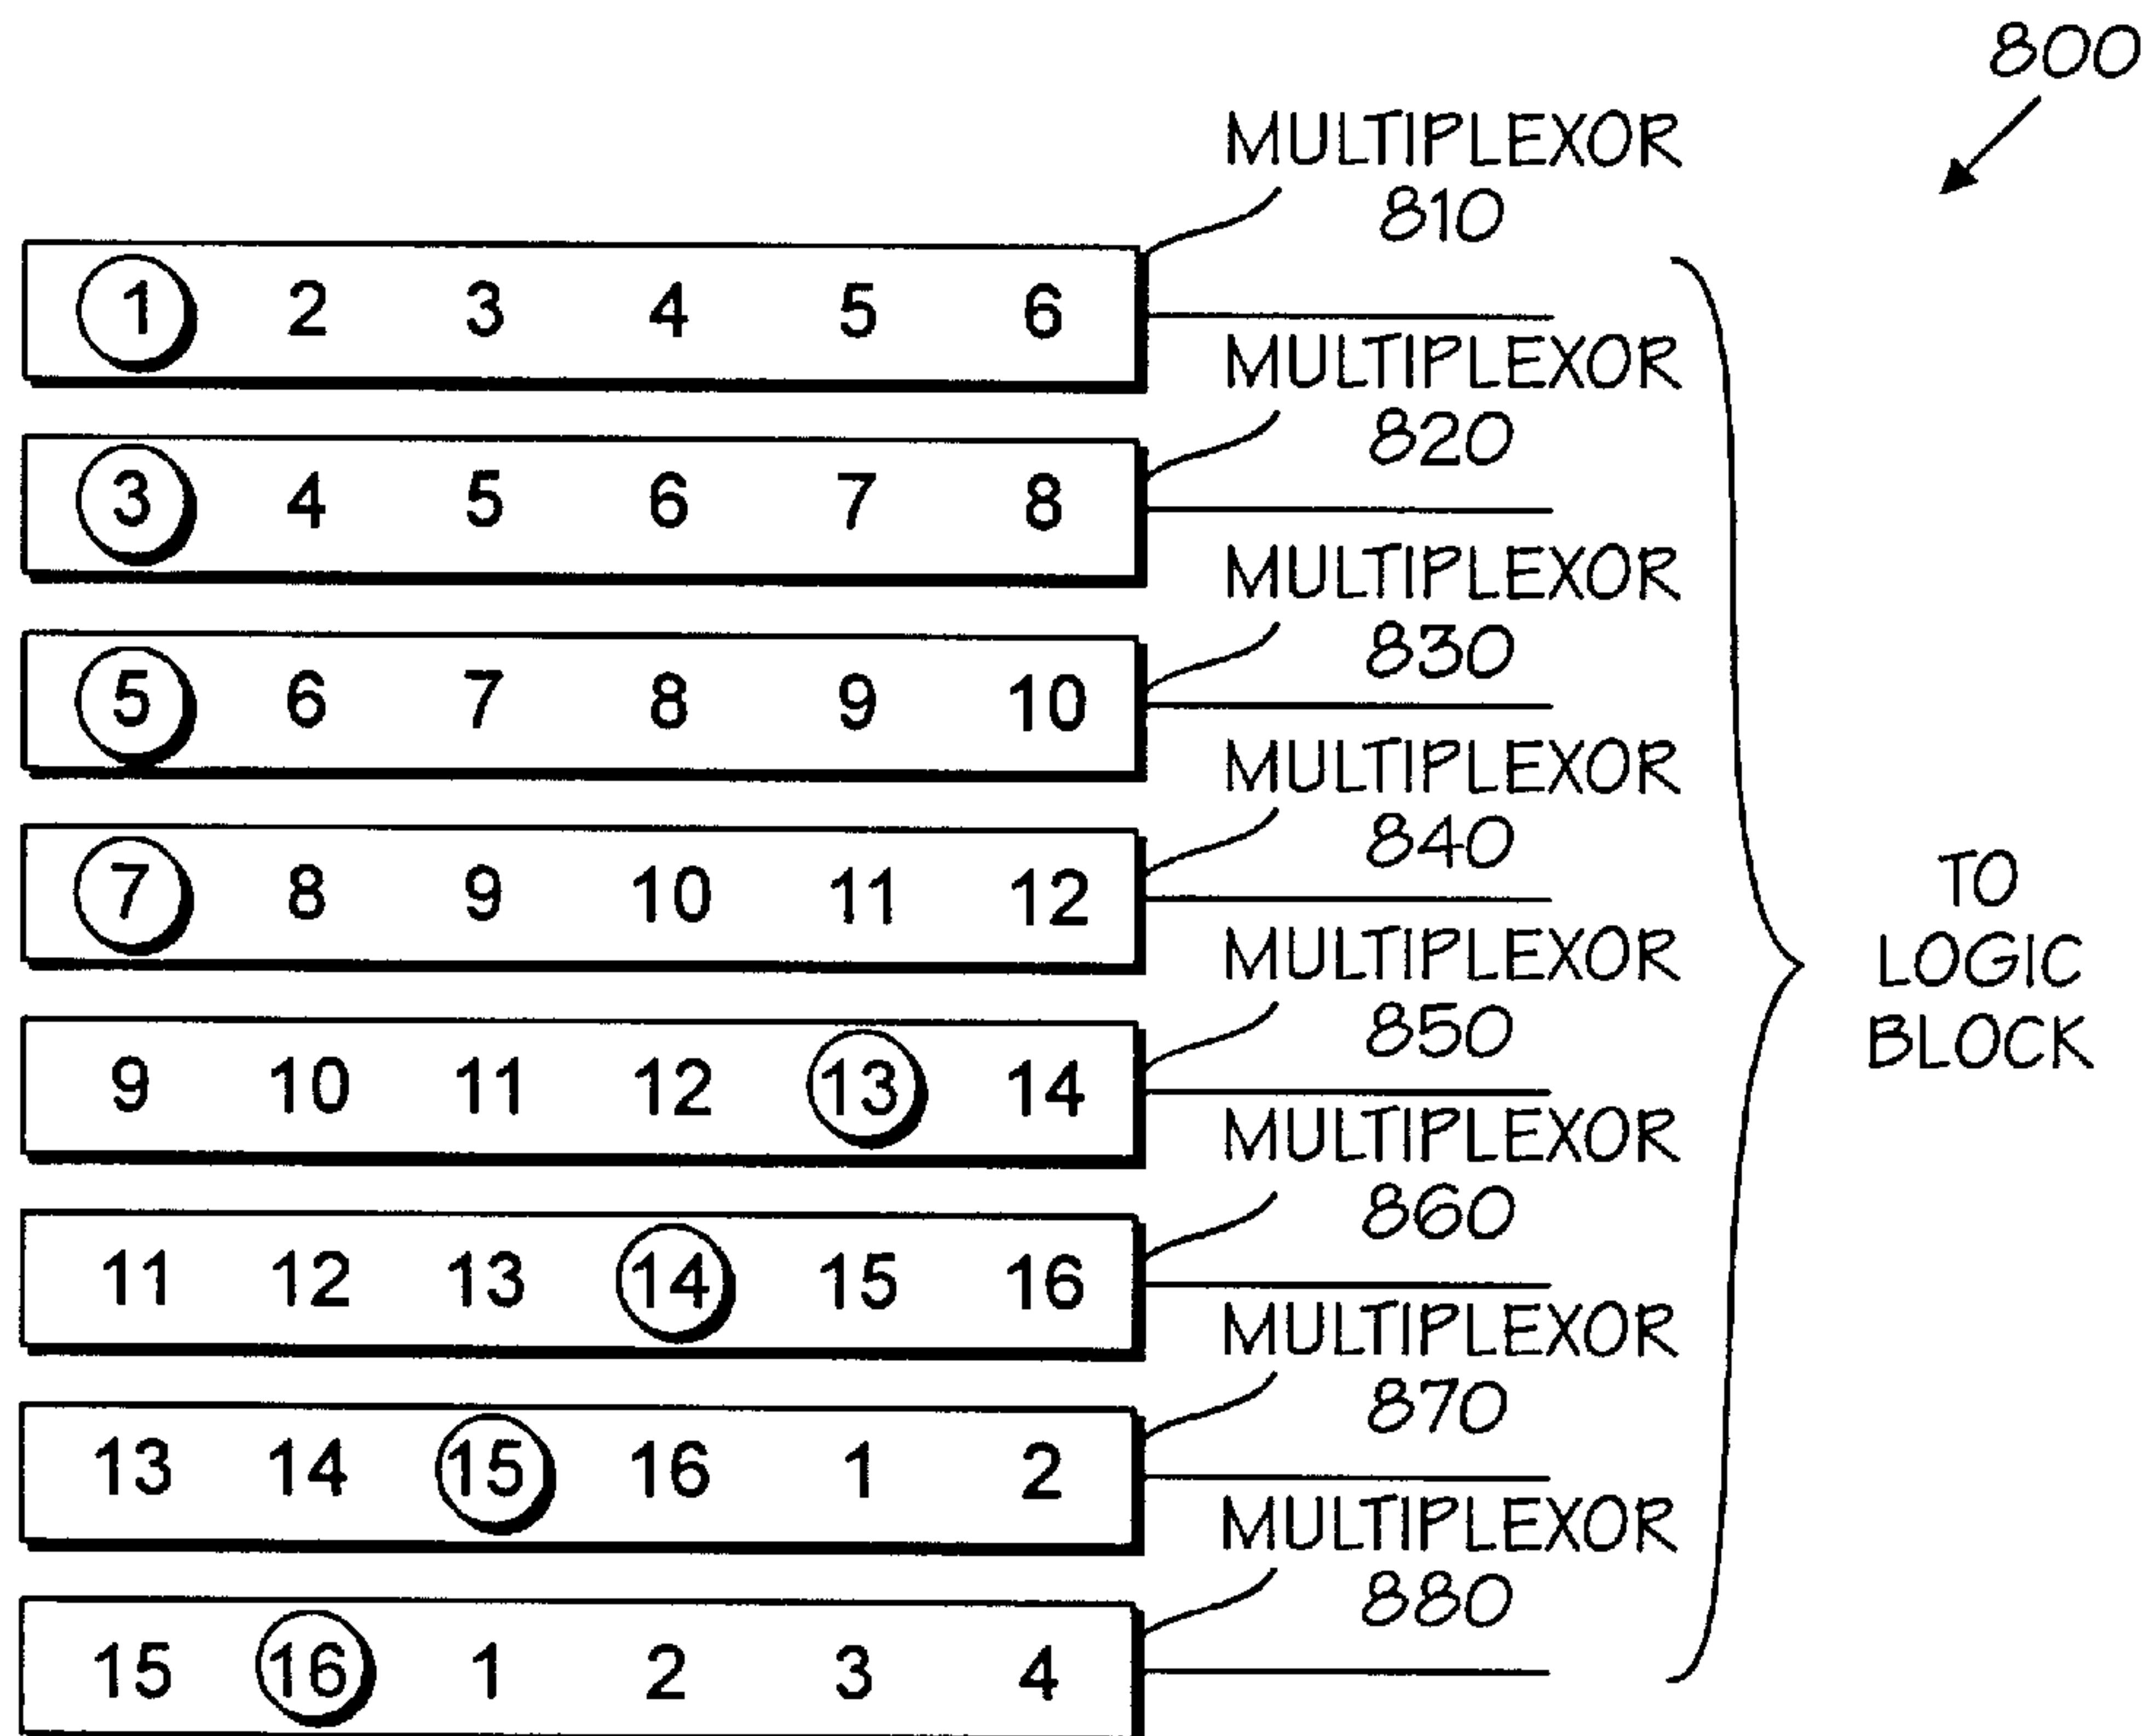 800
MULTIPLEXOR
810
1 2 3 4 5 6
MULTIPLEXOR
820
3 4 5 6 7 8
MULTIPLEXOR
830
5 6 7 8 9 10
MULTIPLEXOR
840
7 8 9 10 11 12
MULTIPLEXOR
850
9 10 11 12 13 14
MULTIPLEXOR
860
11 12 13 14 15 16
MULTIPLEXOR
870
13 14 15 16 1 2
MULTIPLEXOR
880
15 16 1 2 3 4
TO
LOGIC
BLOCK